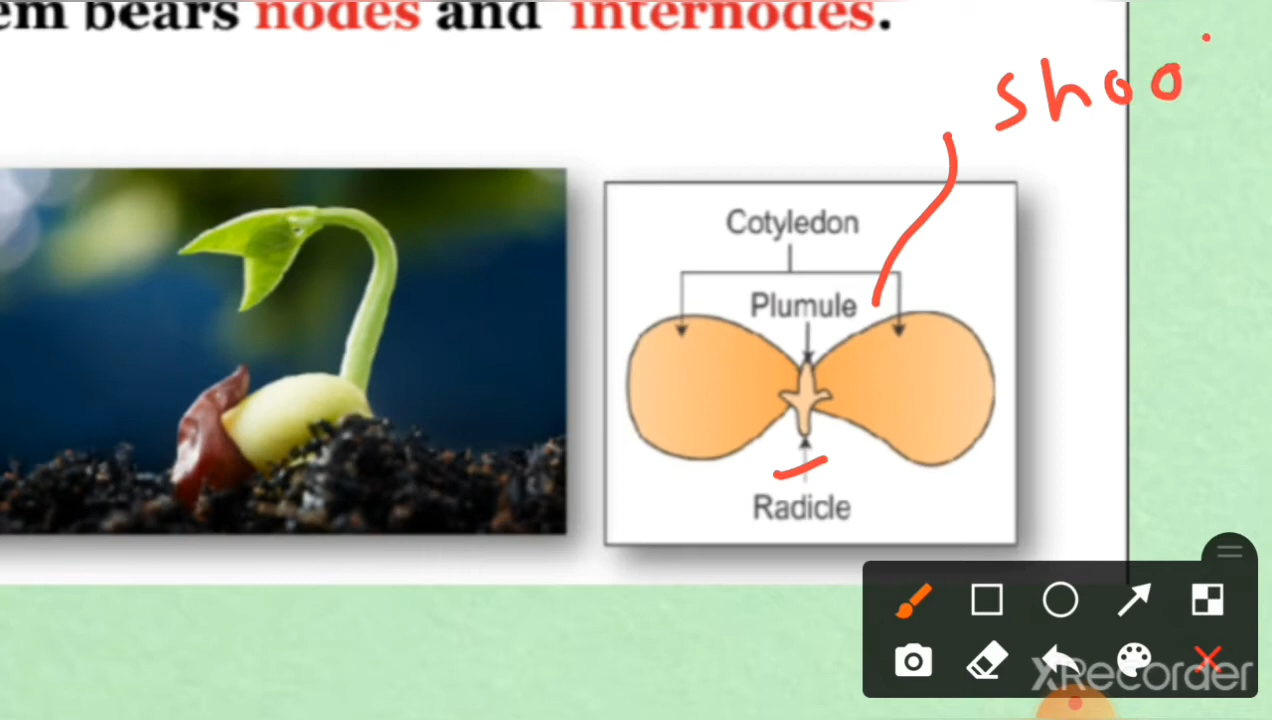 em bears nodes and internodes.
shoo
Cotyledon
Plumule
Radicle
XRecorder